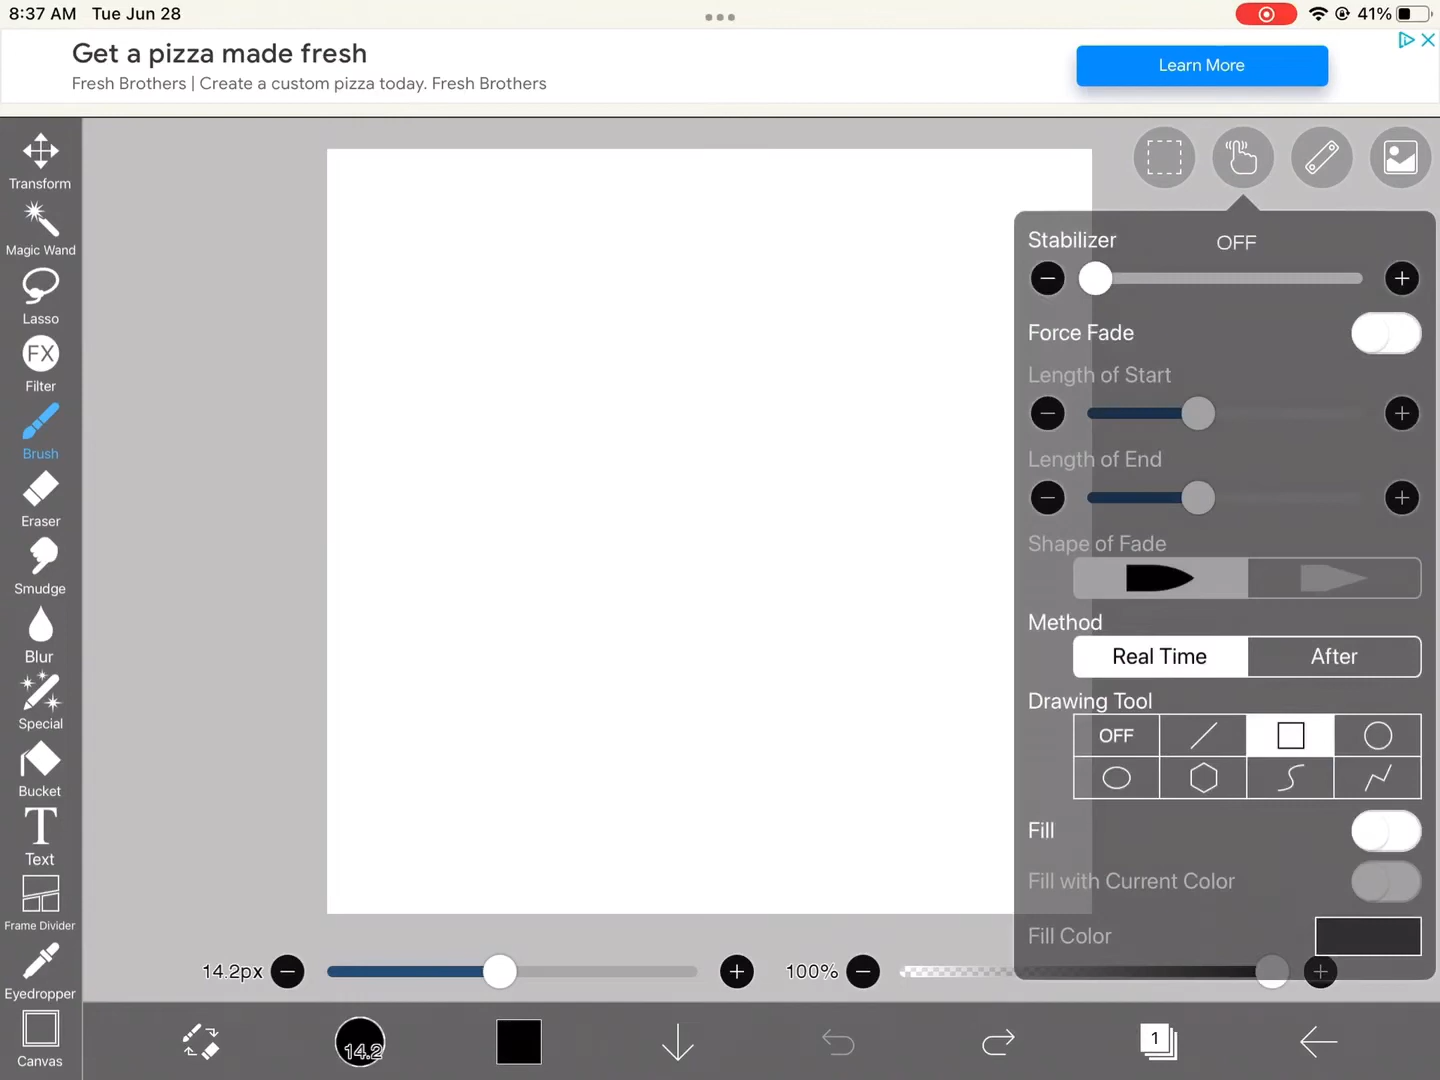 8:37 AM Tue Jun 28
41%
Get a pizza made fresh
Fresh Brothers | Create a custom pizza today. Fresh Brothers
Learn More
Transform
Magic Wand
Lasso
FX
Filter
Brush
Eraser
Smudge
Blur
Special
Bucket
T
Text
Frame Divider
Eyedropper
Canvas
Stabilizer OFF
Force Fade
Length of Start
Length of End
Shape of Fade
Method
Real Time After
Drawing Tool
OFF
Fill
Fill with Current Color
Fill Color
14.2px
100%
14.2
1